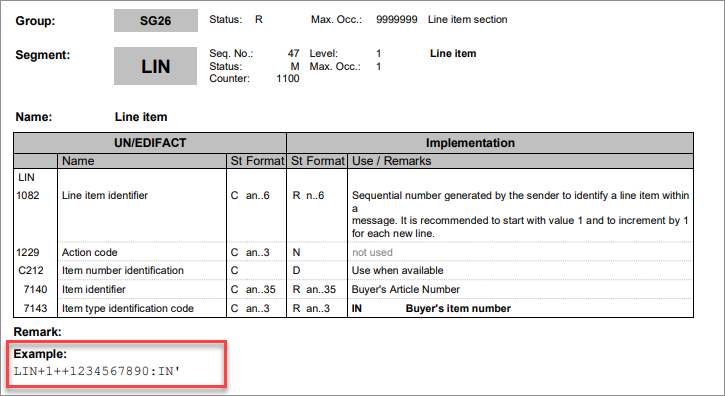 Group: SG26 Status: R Max. Occ.: 9999999 Line item section
Segment: LIN Seq. No.: 47 Level: 1 Line item
Status: M Max. Occ.: 1
Counter: 1100
Name: Line item
UN/EDIFACT Implementation
Name St Format St Format Use / Remarks
LIN
1082 Line item identifier C an..6 R n..6 Sequential number generated by the sender to identify a line item within
a
message. It is recommended to start with value 1 and to increment by 1
for each new line.
1229 Action code C an..3 N not used
C212 Item number identification C D Use when available
7140 Item identifier C an..35 R an..35 Buyer's Article Number
7143 Item type identification code C an..3 R an..3 IN Buyer's item number
Remark:
Example:
LIN+1++1234567890:IN'